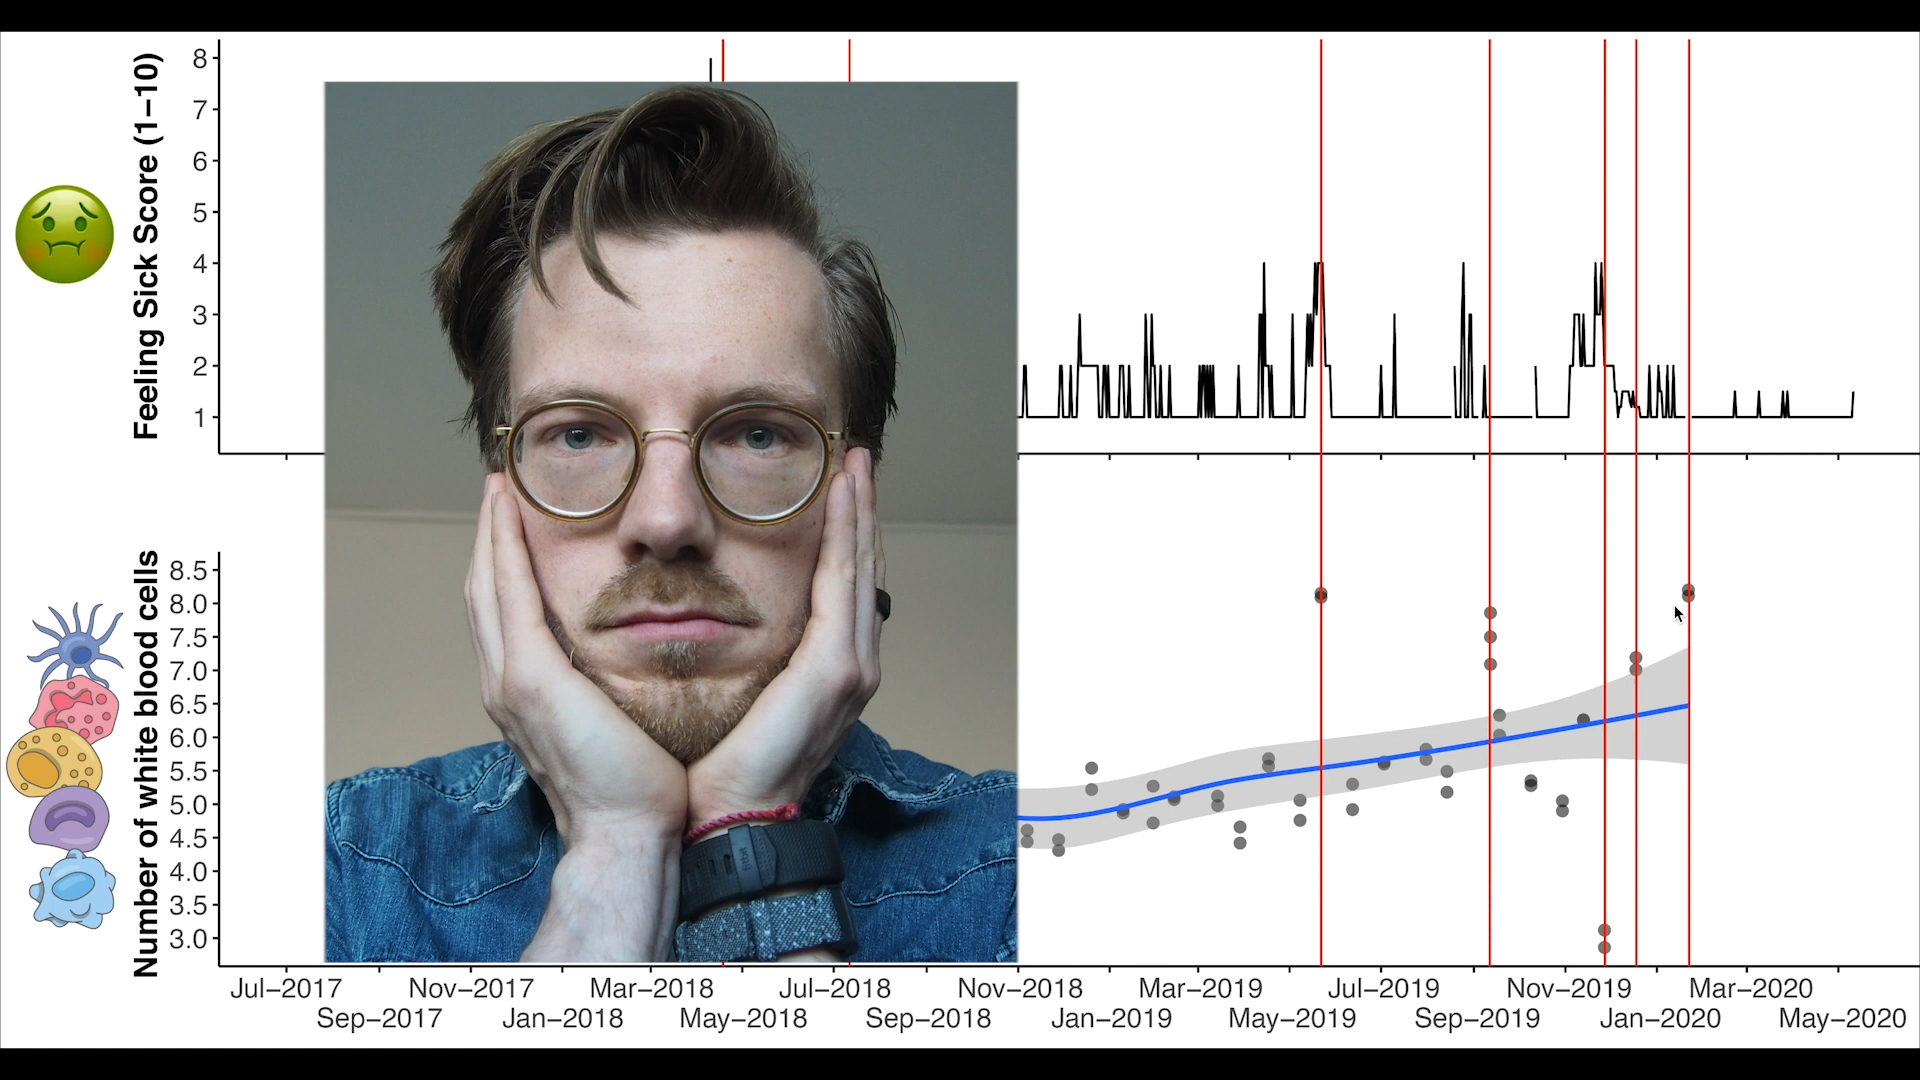 Feeling Sick Score (1–10)
8
7
6
5
4
3
2
1
Number of white blood cells
8.5
8.0
7.5
7.0
6.5
6.0
5.5
5.0
4.5
4.0
3.5
3.0
Jul–2017
Nov–2017
Mar–2018
Jul–2018
Nov–2018
Mar–2019
Jul–2019
Nov–2019
Mar–2020
Sep–2017
Jan–2018
May–2018
Sep–2018
Jan–2019
May–2019
Sep–2019
Jan–2020
May–2020
fitbit